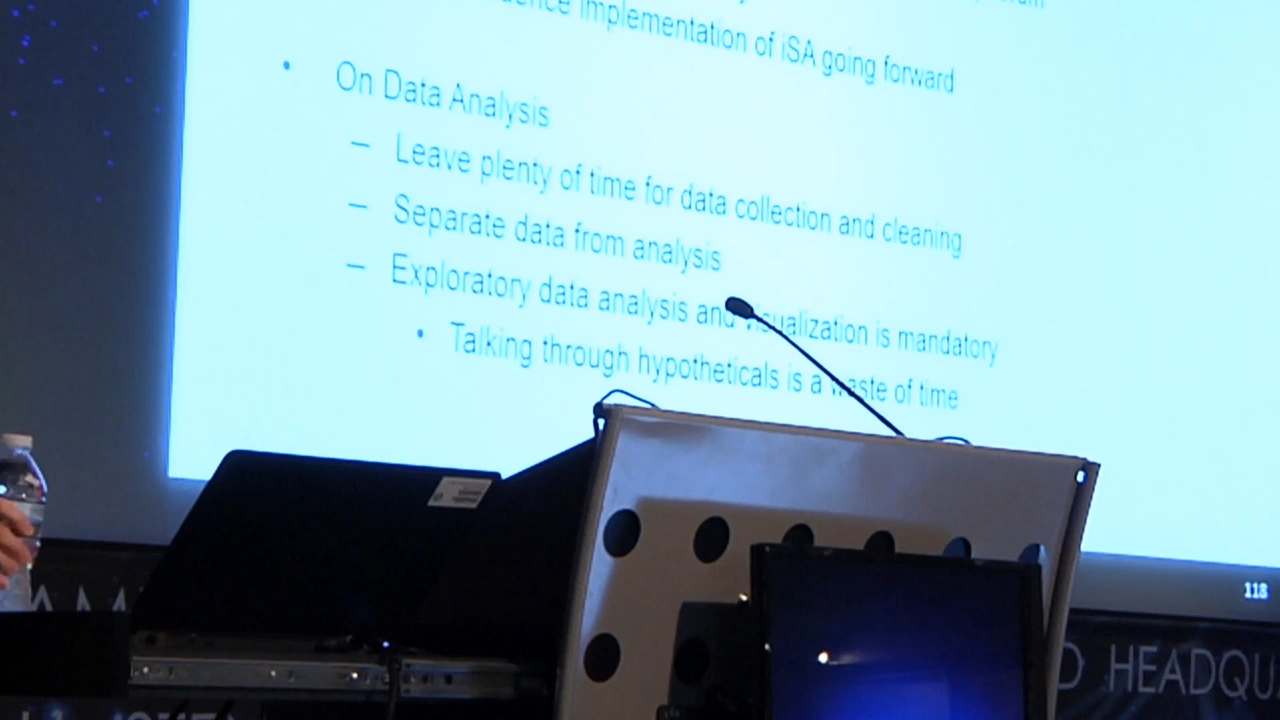 implementation of iSA going forward
• On Data Analysis
– Leave plenty of time for data collection and cleaning
– Separate data from analysis
– Exploratory data analysis and visualization is mandatory
• Talking through hypotheticals is a waste of time
118
HEADQU